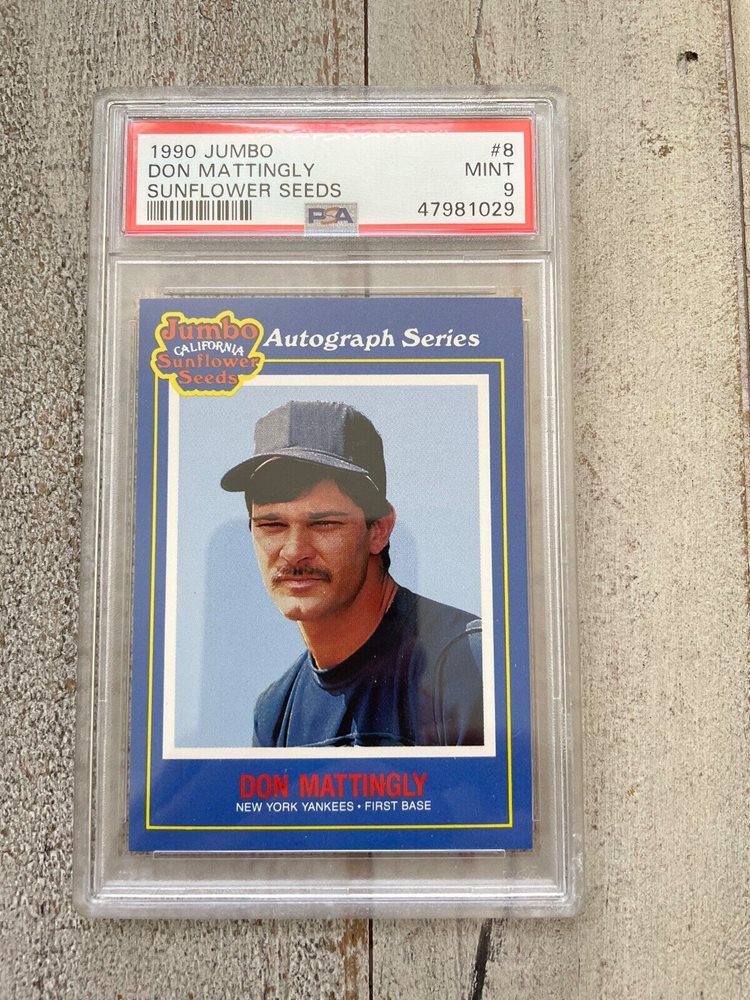 1990 JUMBO #8
DON MATTINGLY MINT
SUNFLOWER SEEDS 9
PSA 47981029
Jumbo
CALIFORNIA
Sunflower
Seeds
Autograph Series
DON MATTINGLY
NEW YORK YANKEES • FIRST BASE